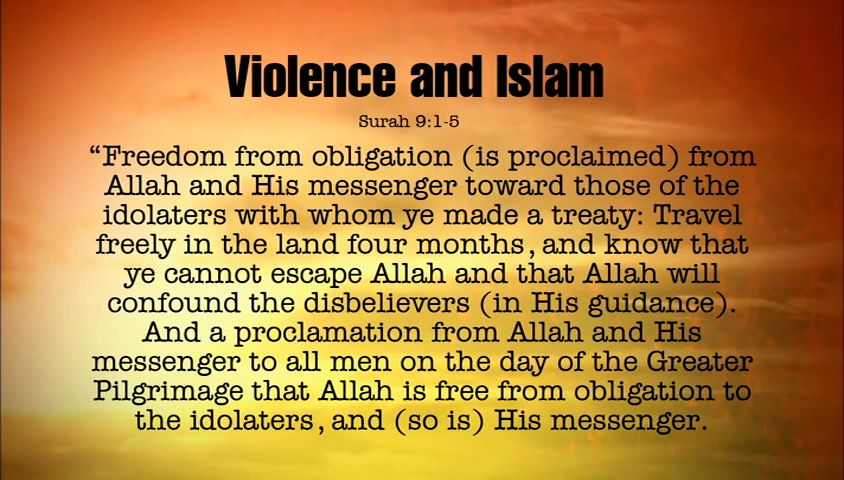 Violence and Islam
Surah 9:1-5
“Freedom from obligation (is proclaimed) from
Allah and His messenger toward those of the
idolaters with whom ye made a treaty: Travel
freely in the land four months, and know that
ye cannot escape Allah and that Allah will
confound the disbelievers (in His guidance).
And a proclamation from Allah and His
messenger to all men on the day of the Greater
Pilgrimage that Allah is free from obligation to
the idolaters, and (so is) His messenger.